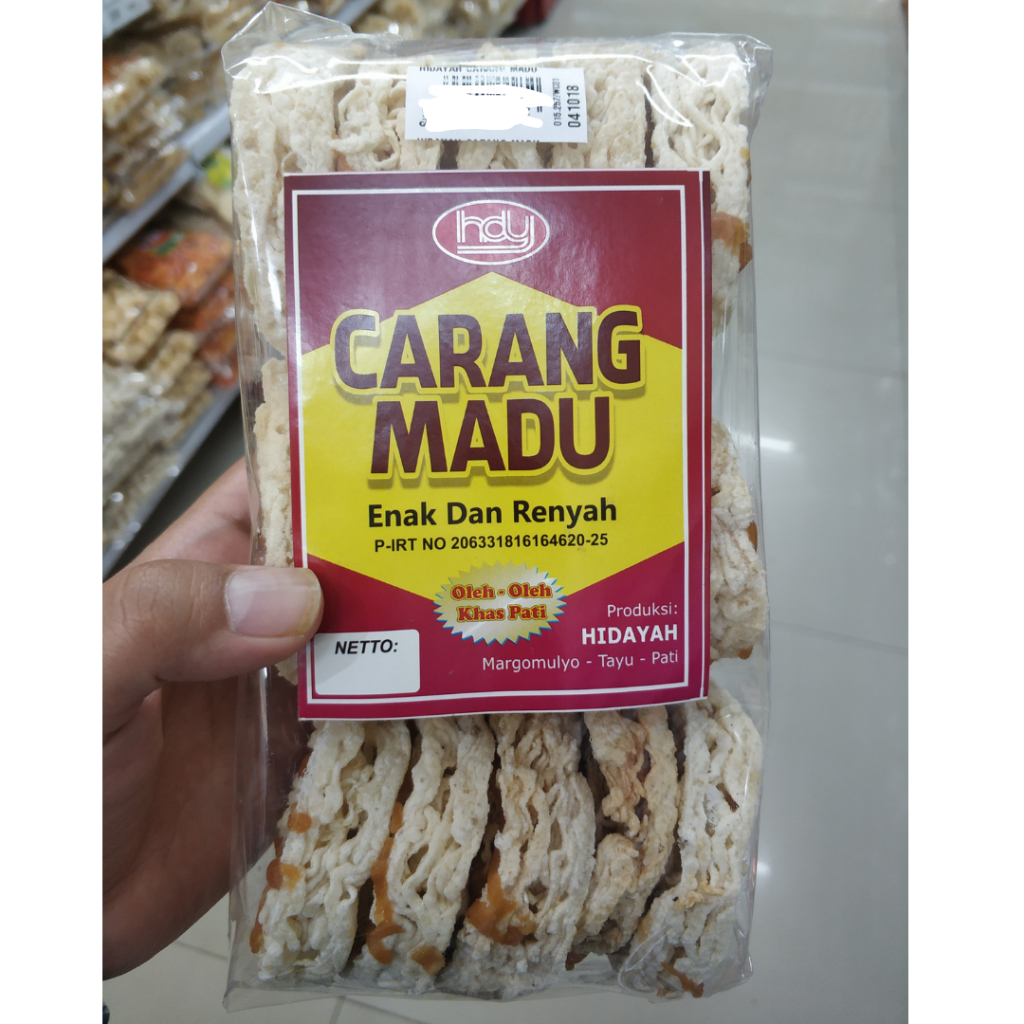 HIDAYAH CARANG MADU
041018
hdy
CARANG
MADU
Enak Dan Renyah
P-IRT NO 206331816164620-25
Oleh - Oleh
Khas Pati
NETTO:
Produksi:
HIDAYAH
Margomulyo - Tayu - Pati